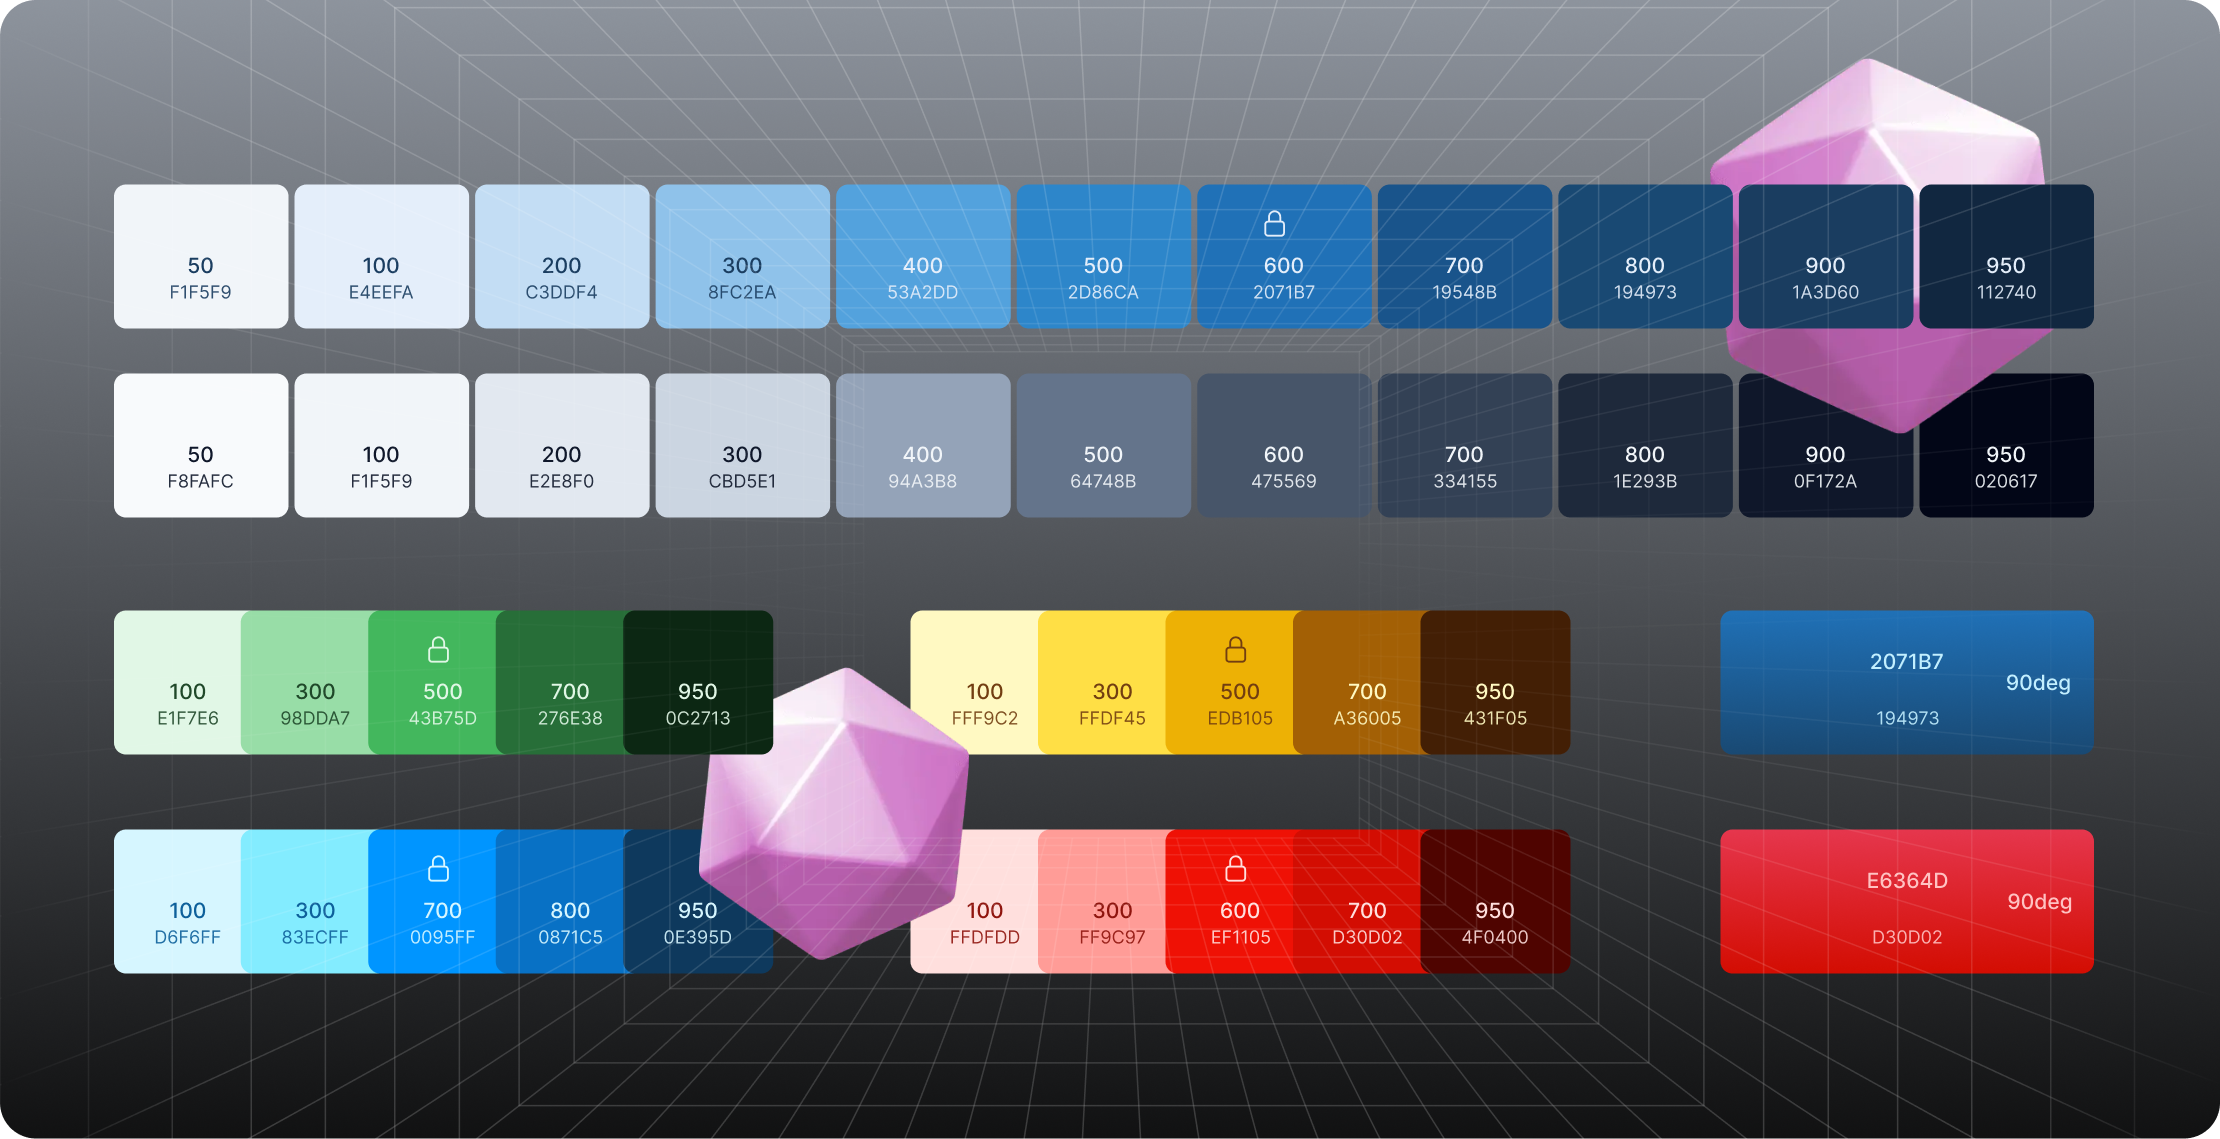 50
F1F5F9
100
E4EEFA
200
C3DDF4
300
8FC2EA
400
53A2DD
500
2D86CA
600
2071B7
700
19548B
800
194973
900
1A3D60
950
112740
50
F8FAFC
100
F1F5F9
200
E2E8F0
300
CBD5E1
400
94A3B8
500
64748B
600
475569
700
334155
800
1E293B
900
0F172A
950
020617
100
E1F7E6
300
98DDA7
500
43B75D
700
276E38
950
0C2713
100
FFF9C2
300
FFDF45
500
EDB105
700
A36005
950
431F05
2071B7
90deg
194973
100
D6F6FF
300
83ECFF
700
0095FF
800
0871C5
950
0E395D
100
FFDFDD
300
FF9C97
600
EF1105
700
D30D02
950
4F0400
E6364D
90deg
D30D02